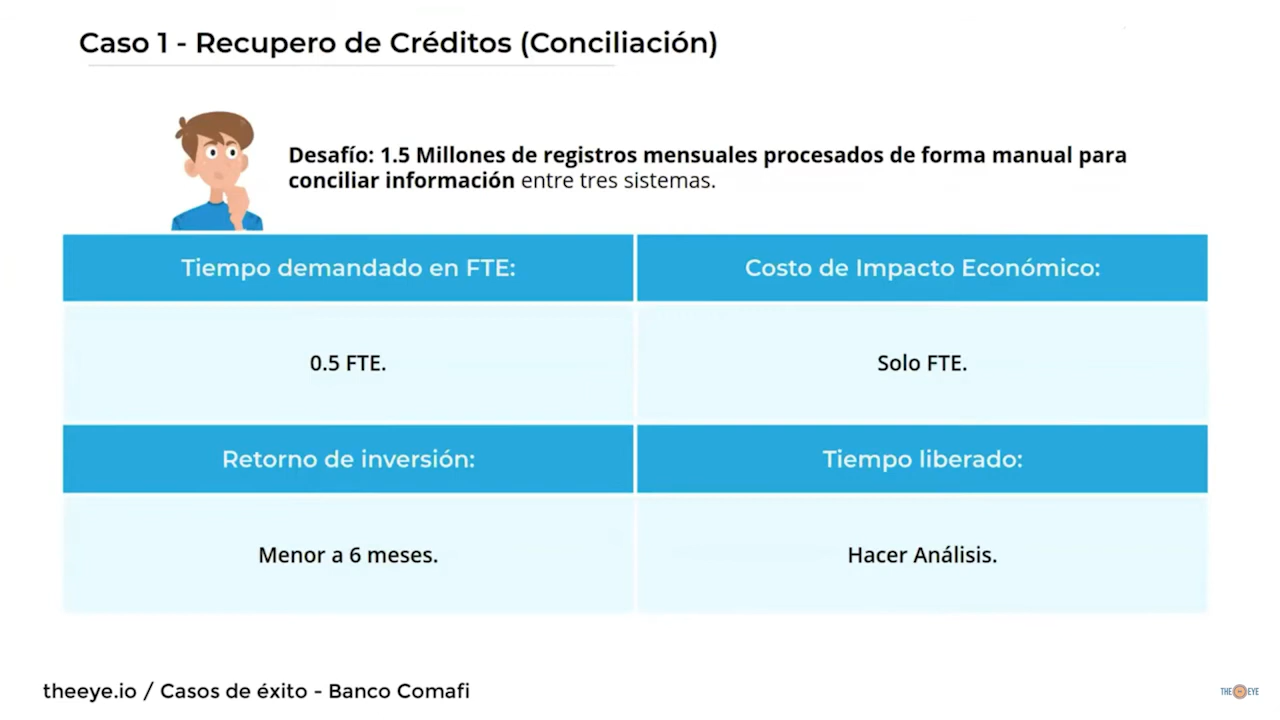 Caso 1 - Recupero de Créditos (Conciliación)
Desafío: 1.5 Millones de registros mensuales procesados de forma manual para
conciliar información entre tres sistemas.
Tiempo demandado en FTE:
Costo de Impacto Económico:
0.5 FTE.
Solo FTE.
Retorno de inversión:
Tiempo liberado:
Menor a 6 meses.
Hacer Análisis.
theeye.io / Casos de éxito - Banco Comafi
THE EYE